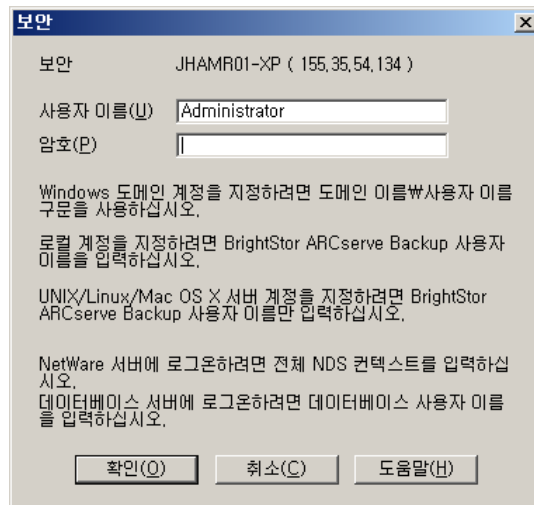 보안
보안 JHAMR01-XP ( 155,35,54,134 )
사용자 이름(U) Administrator
암호(P)
Windows 도메인 계정을 지정하려면 도메인 이름₩사용자 이름
구문을 사용하십시오.
로컬 계정을 지정하려면 BrightStor ARCserve Backup 사용자
이름을 입력하십시오.
UNIX/Linux/Mac OS X 서버 계정을 지정하려면 BrightStor
ARCserve Backup 사용자 이름만 입력하십시오.
NetWare 서버에 로그온하려면 전체 NDS 컨텍스트를 입력하십
시오.
데이터베이스 서버에 로그온하려면 데이터베이스 사용자 이름
을 입력하십시오.
확인(O) 취소(C) 도움말(H)